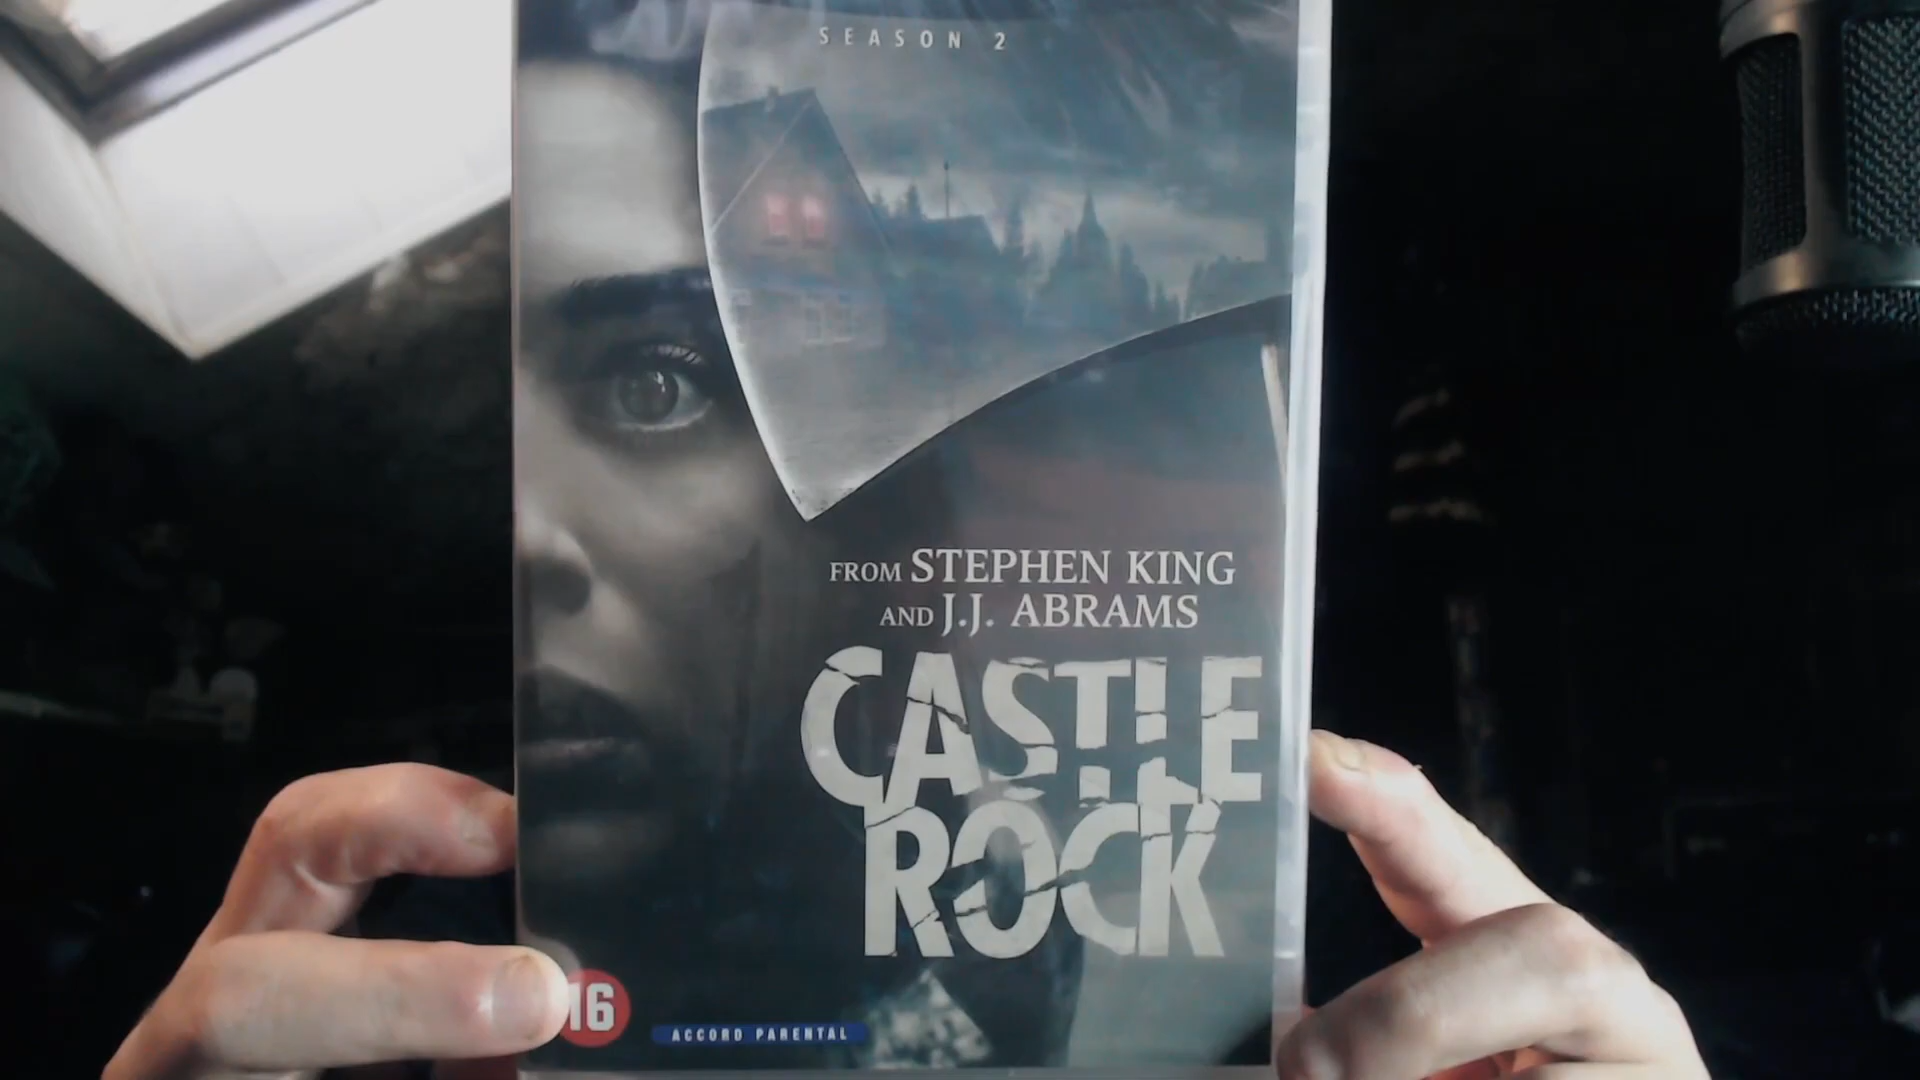 SEASON 2
FROM STEPHEN KING
AND J.J. ABRAMS
CASTLE
ROCK
16
ACCORD PARENTAL